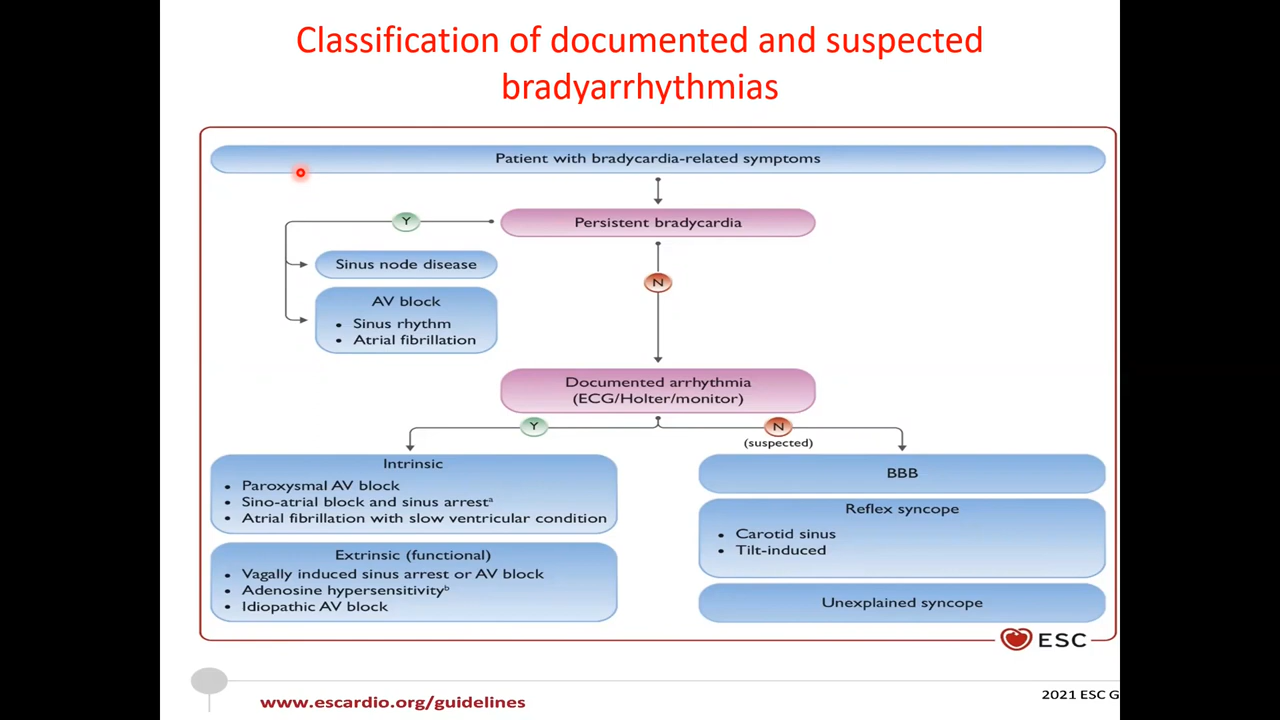 Classification of documented and suspected
bradyarrhythmias
Patient with bradycardia-related symptoms
Y
Persistent bradycardia
Sinus node disease
N
AV block
• Sinus rhythm
• Atrial fibrillation
Documented arrhythmia
(ECG/Holter/monitor)
Y
N
(suspected)
Intrinsic
• Paroxysmal AV block
• Sino-atrial block and sinus arrestᵃ
• Atrial fibrillation with slow ventricular condition
Extrinsic (functional)
• Vagally induced sinus arrest or AV block
• Adenosine hypersensitivityᵇ
• Idiopathic AV block
BBB
Reflex syncope
• Carotid sinus
• Tilt-induced
Unexplained syncope
ESC
www.escardio.org/guidelines
2021 ESC G